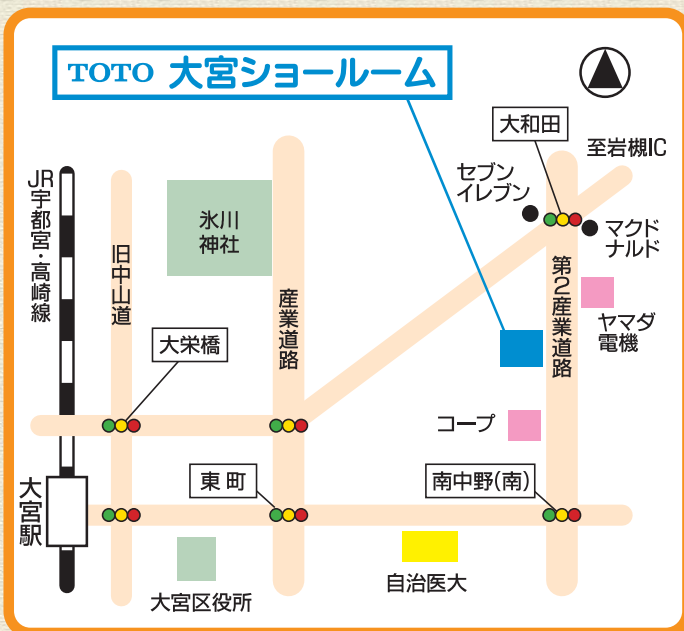 TOTO 大宮ショールーム
大和田
至岩槻IC
セブン
イレブン
マクド
ナルド
JR宇都宮・高崎線
氷川
神社
旧中山道
産業道路
第2産業道路
ヤマダ
電機
大栄橋
コープ
大宮駅
東町
南中野(南)
自治医大
大宮区役所